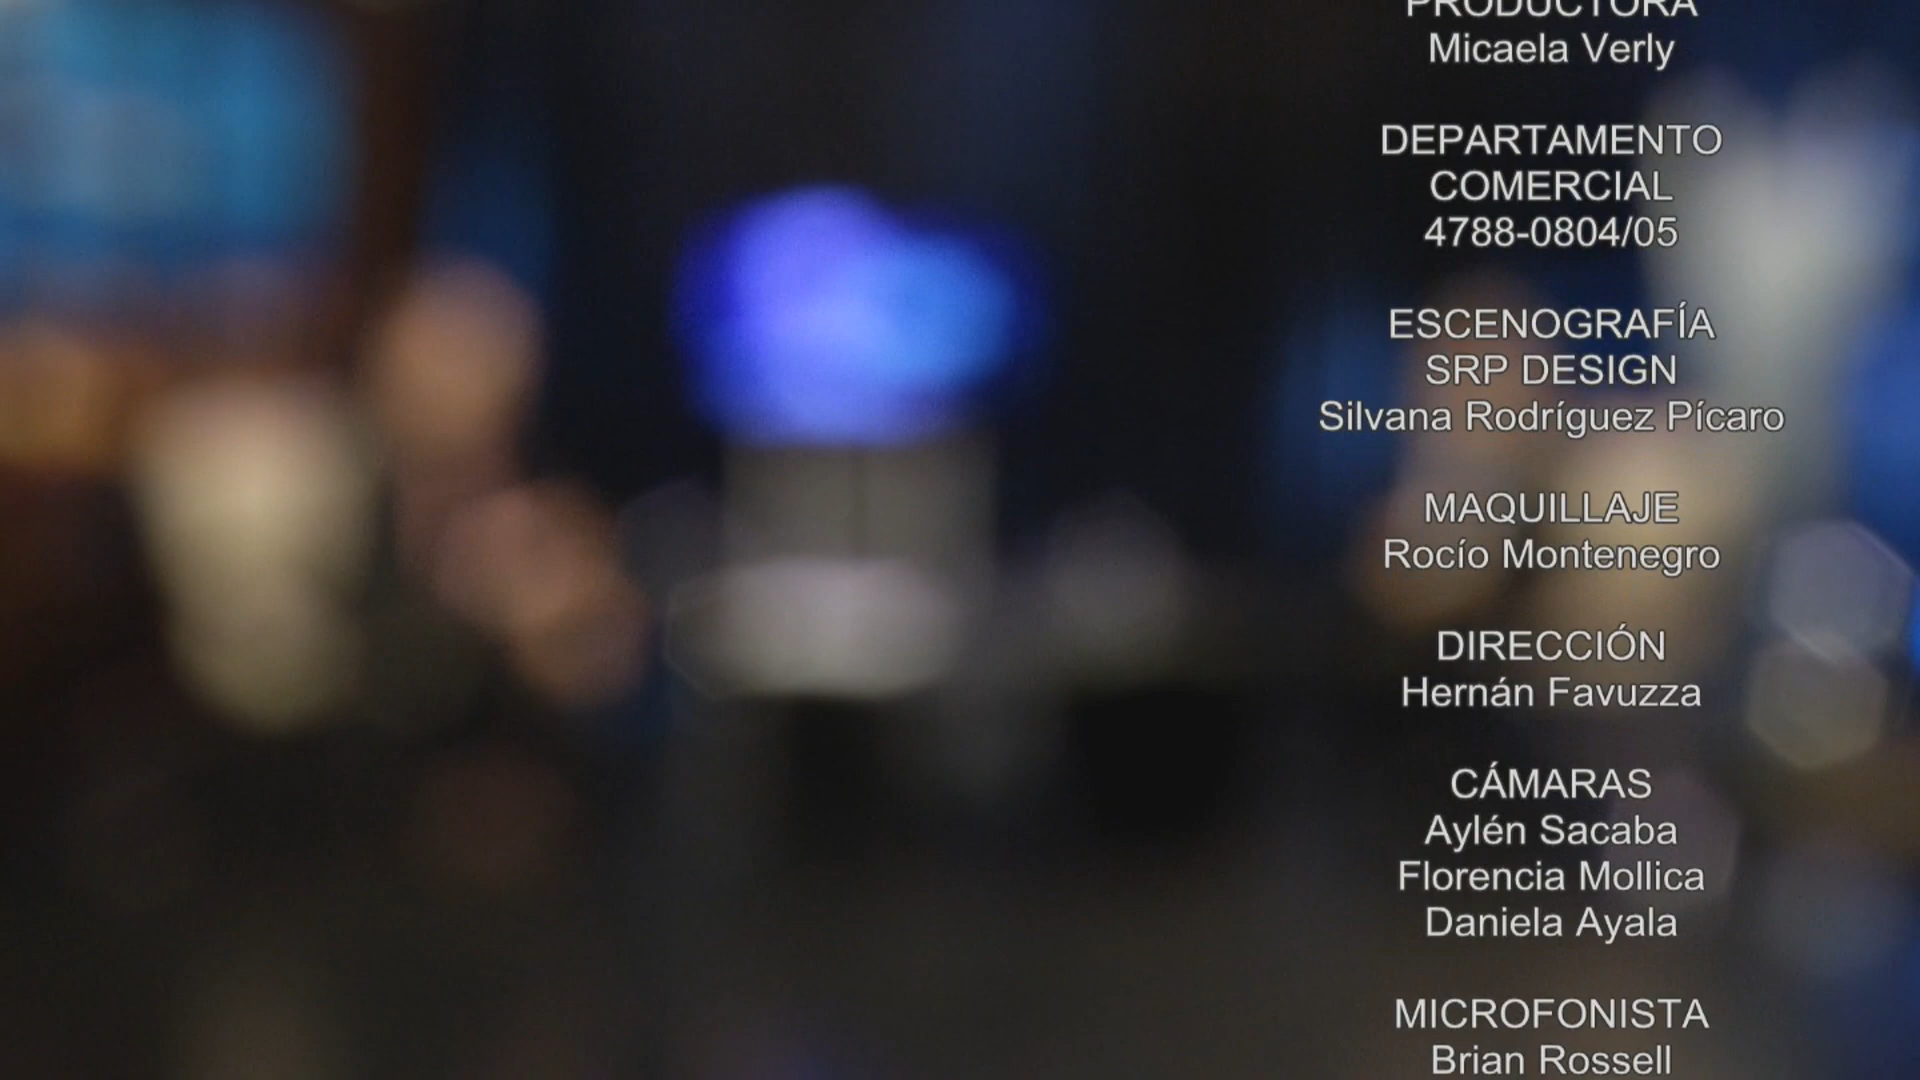 PRODUCTORA
Micaela Verly
DEPARTAMENTO
COMERCIAL
4788-0804/05
ESCENOGRAFÍA
SRP DESIGN
Silvana Rodríguez Pícaro
MAQUILLAJE
Rocío Montenegro
DIRECCIÓN
Hernán Favuzza
CÁMARAS
Aylén Sacaba
Florencia Mollica
Daniela Ayala
MICROFONISTA
Brian Rossell